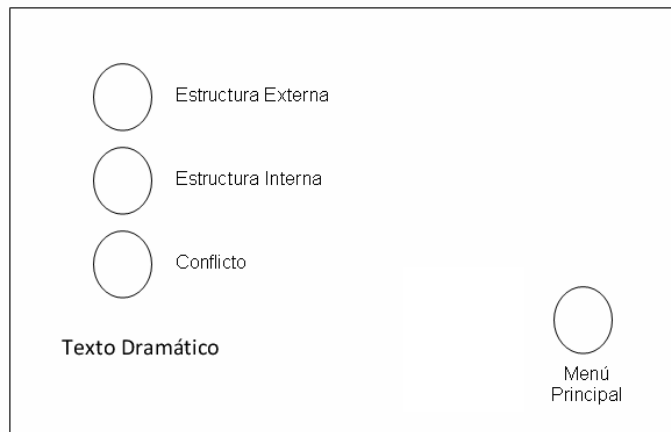 Estructura Externa
Estructura Interna
Conflicto
Texto Dramático
Menú
Principal